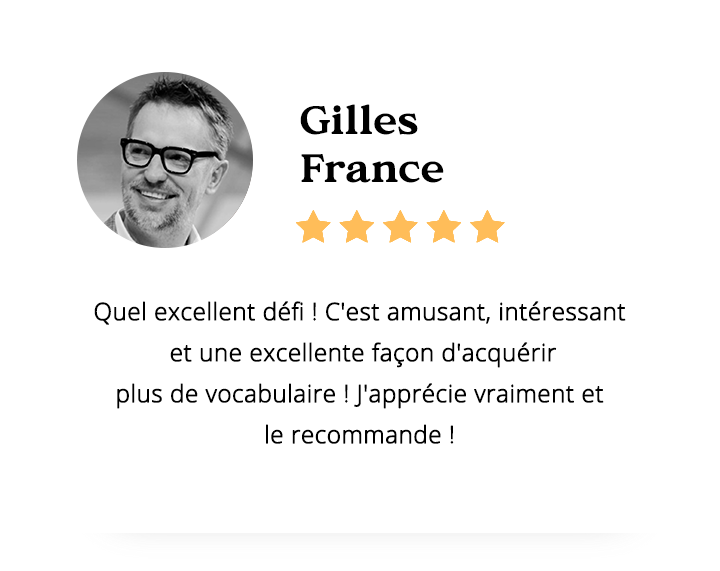 Gilles
France
Quel excellent défi ! C'est amusant, intéressant
et une excellente façon d'acquérir
plus de vocabulaire ! J'apprécie vraiment et
le recommande !